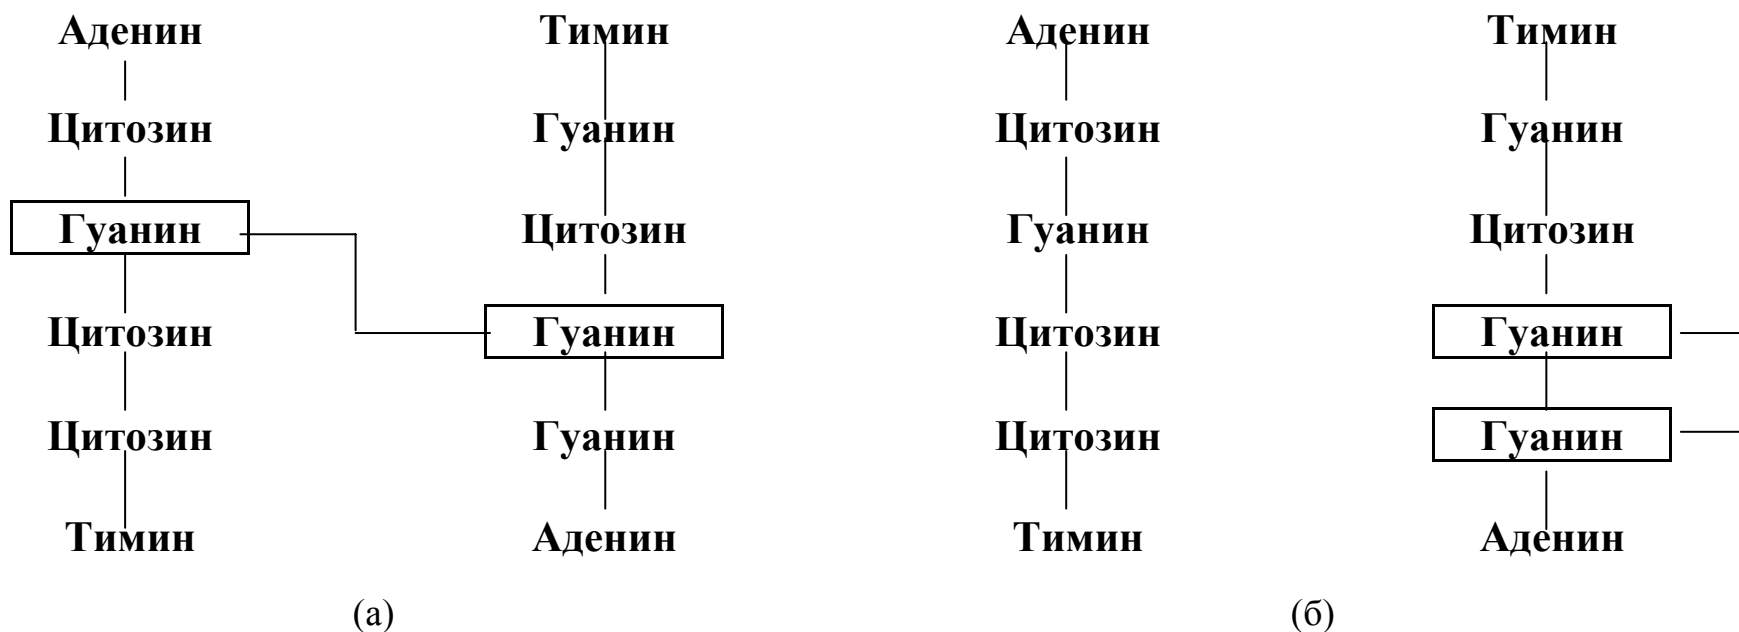 Аденин Тимин Аденин Тимин
Цитозин Гуанин Цитозин Гуанин
Гуанин Цитозин Гуанин Цитозин
Цитозин Гуанин Цитозин Гуанин
Цитозин Гуанин Цитозин Гуанин
Тимин Аденин Тимин Аденин
(а) (б)